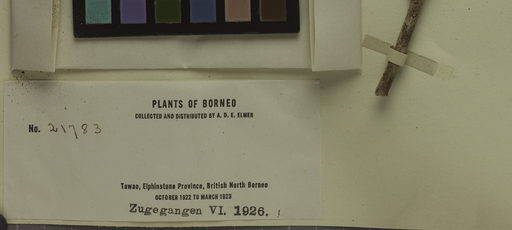 PLANTS OF BORNEO
COLLECTED AND DISTRIBUTED BY A. D. E. ELMER
No. 21783
Tawao, Elphinstone Province, British North Borneo
OCTOBER 1922 TO MARCH 1923
Zugegangen VI. 1926.